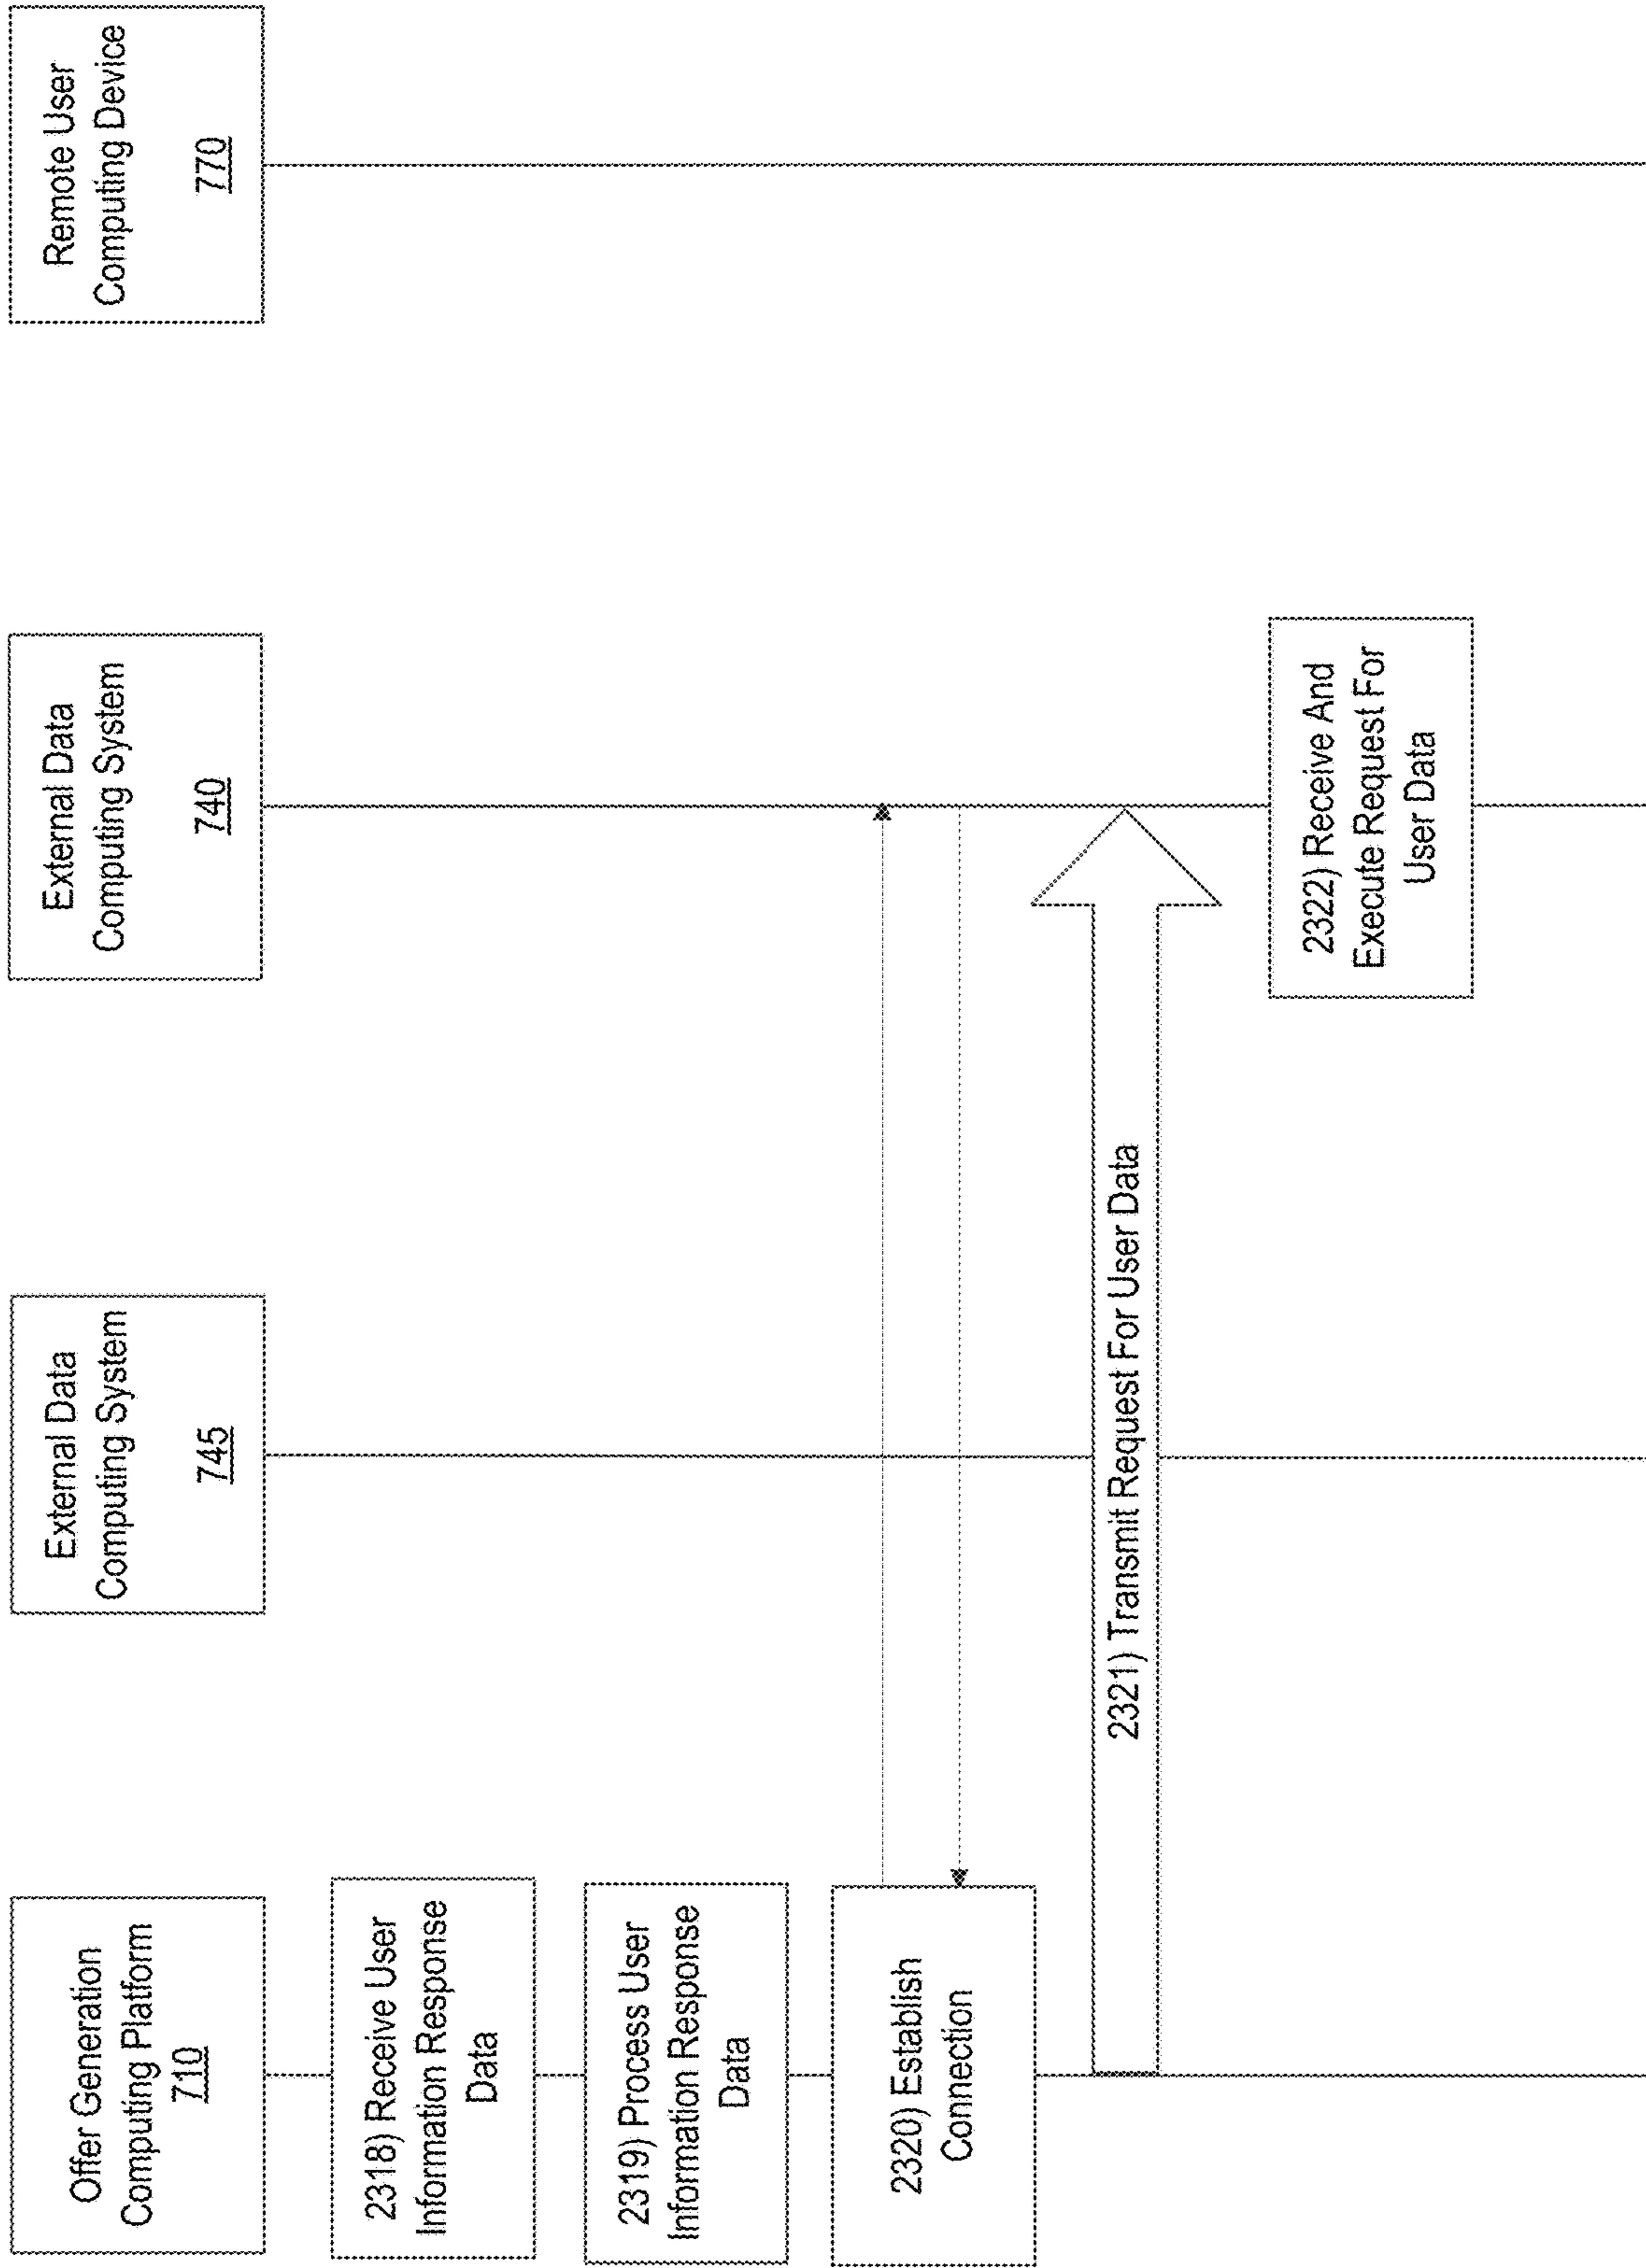 Offer Generation
Computing Platform
710
External Data
Computing System
745
External Data
Computing System
740
Remote User
Computing Device
770
2318) Receive User
Information Response
Data
2319) Process User
Information Response
Data
2320) Establish
Connection
2321) Transmit Request For User Data
2322) Receive And
Execute Request For
User Data